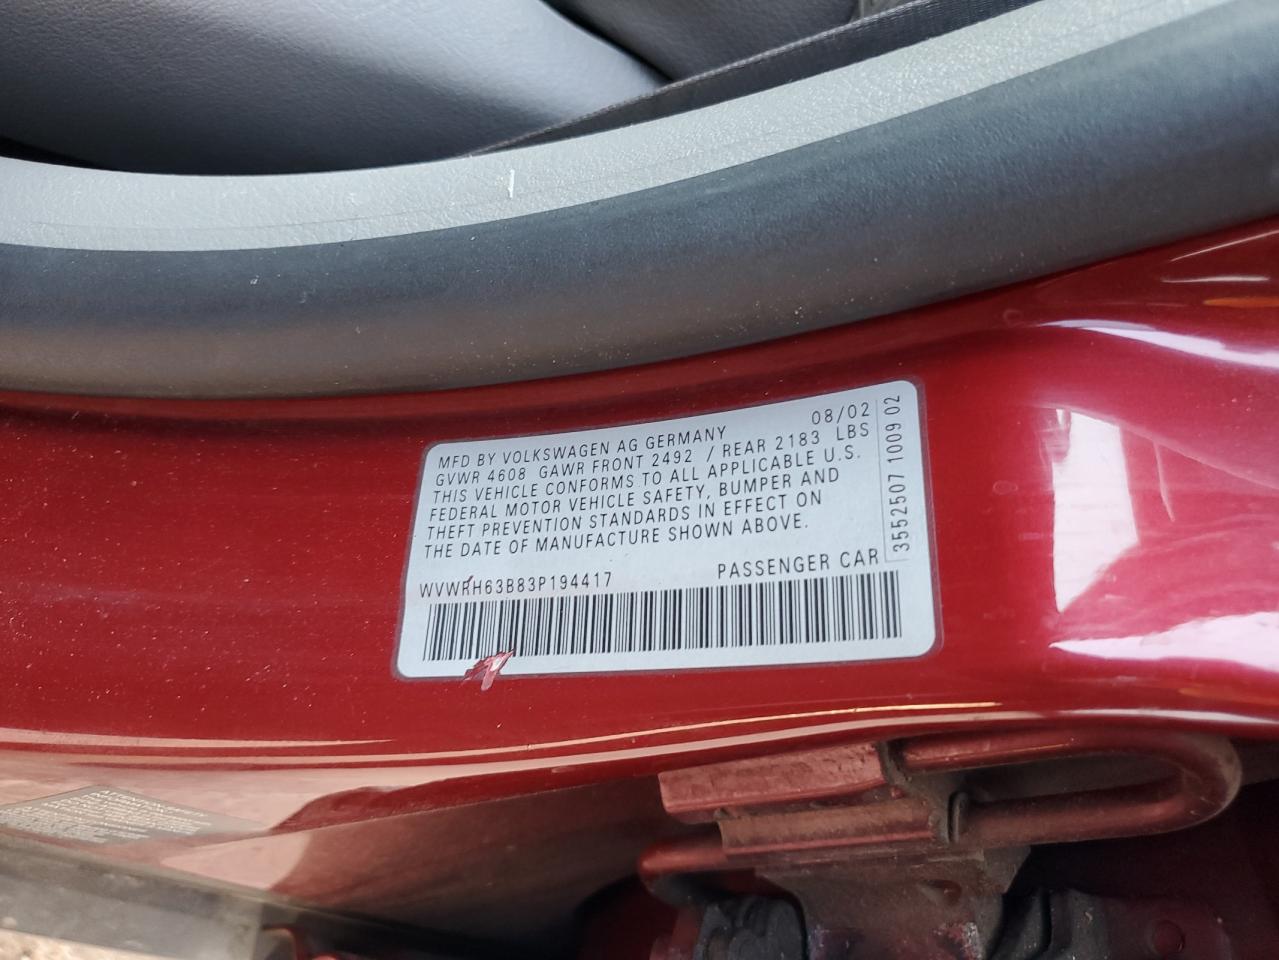 08/02
MFD BY VOLKSWAGEN AG GERMANY
GVWR 4608 GAWR FRONT 2492 / REAR 2183 LBS
THIS VEHICLE CONFORMS TO ALL APPLICABLE U.S.
FEDERAL MOTOR VEHICLE SAFETY, BUMPER AND
THEFT PREVENTION STANDARDS IN EFFECT ON
THE DATE OF MANUFACTURE SHOWN ABOVE.
WVWRH63B83P194417 PASSENGER CAR
3552507 100902